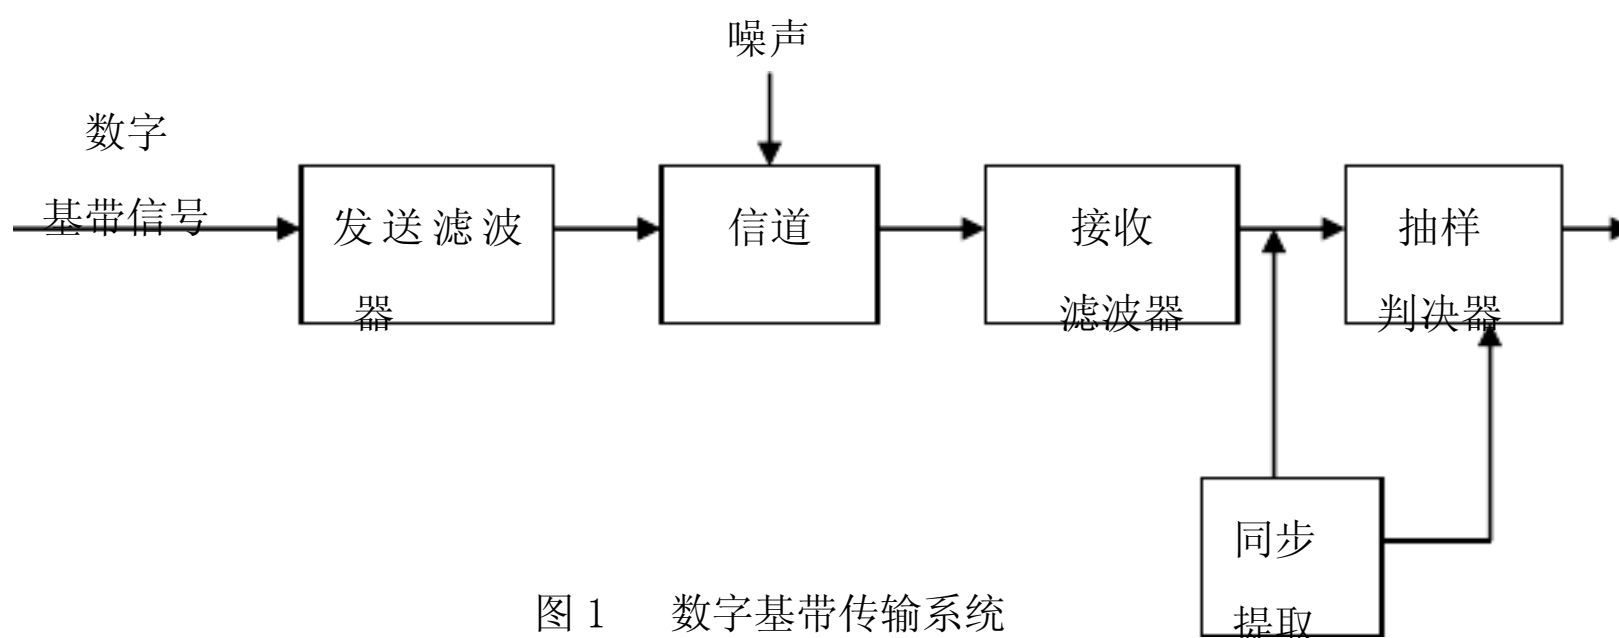 噪声
数字
基带信号
发送滤波
器
信道
接收
滤波器
抽样
判决器
同步
提取
图 1 数字基带传输系统